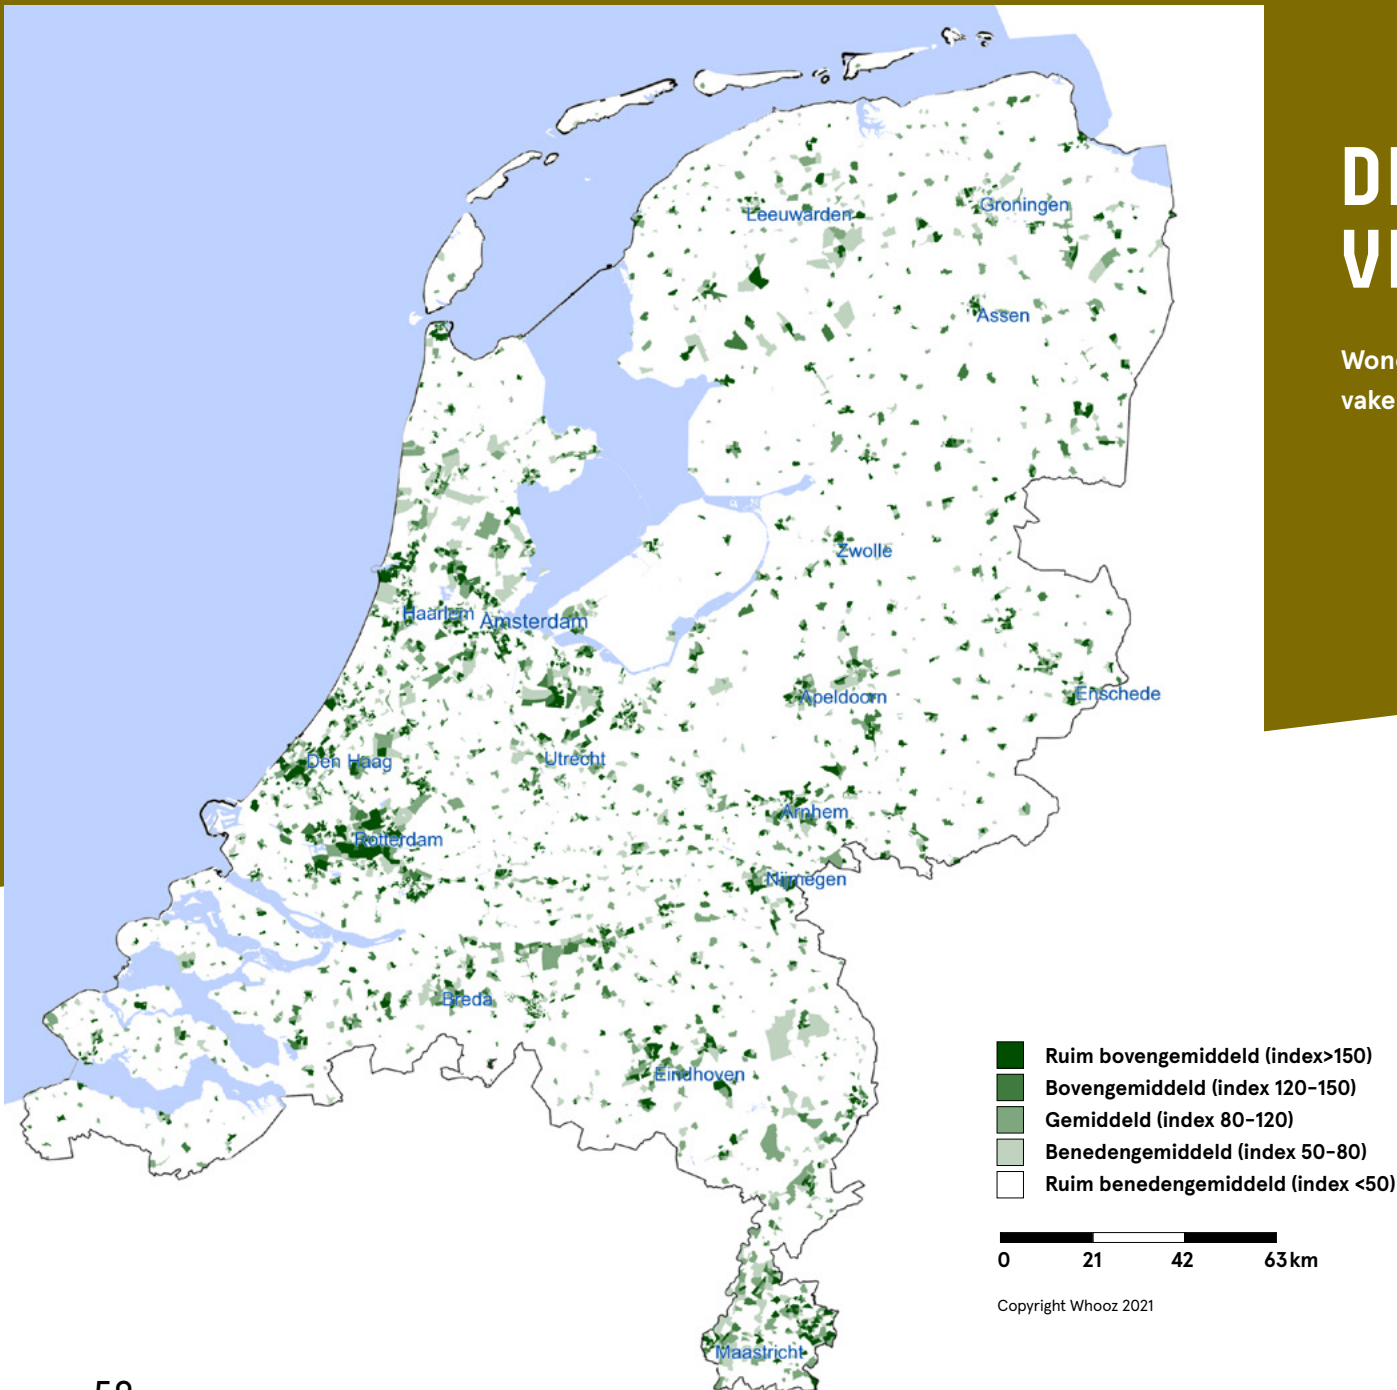 Leeuwarden
Groningen
Assen
Zwolle
Haarlem
Amsterdam
Apeldoorn
Enschede
Den Haag
Utrecht
Arnhem
Rotterdam
Nijmegen
Breda
Eindhoven
Maastricht
Ruim bovengemiddeld (index>150)
Bovengemiddeld (index 120-150)
Gemiddeld (index 80-120)
Benedengemiddeld (index 50-80)
Ruim benedengemiddeld (index <50)
0 21 42 63 km
Copyright Whooz 2021